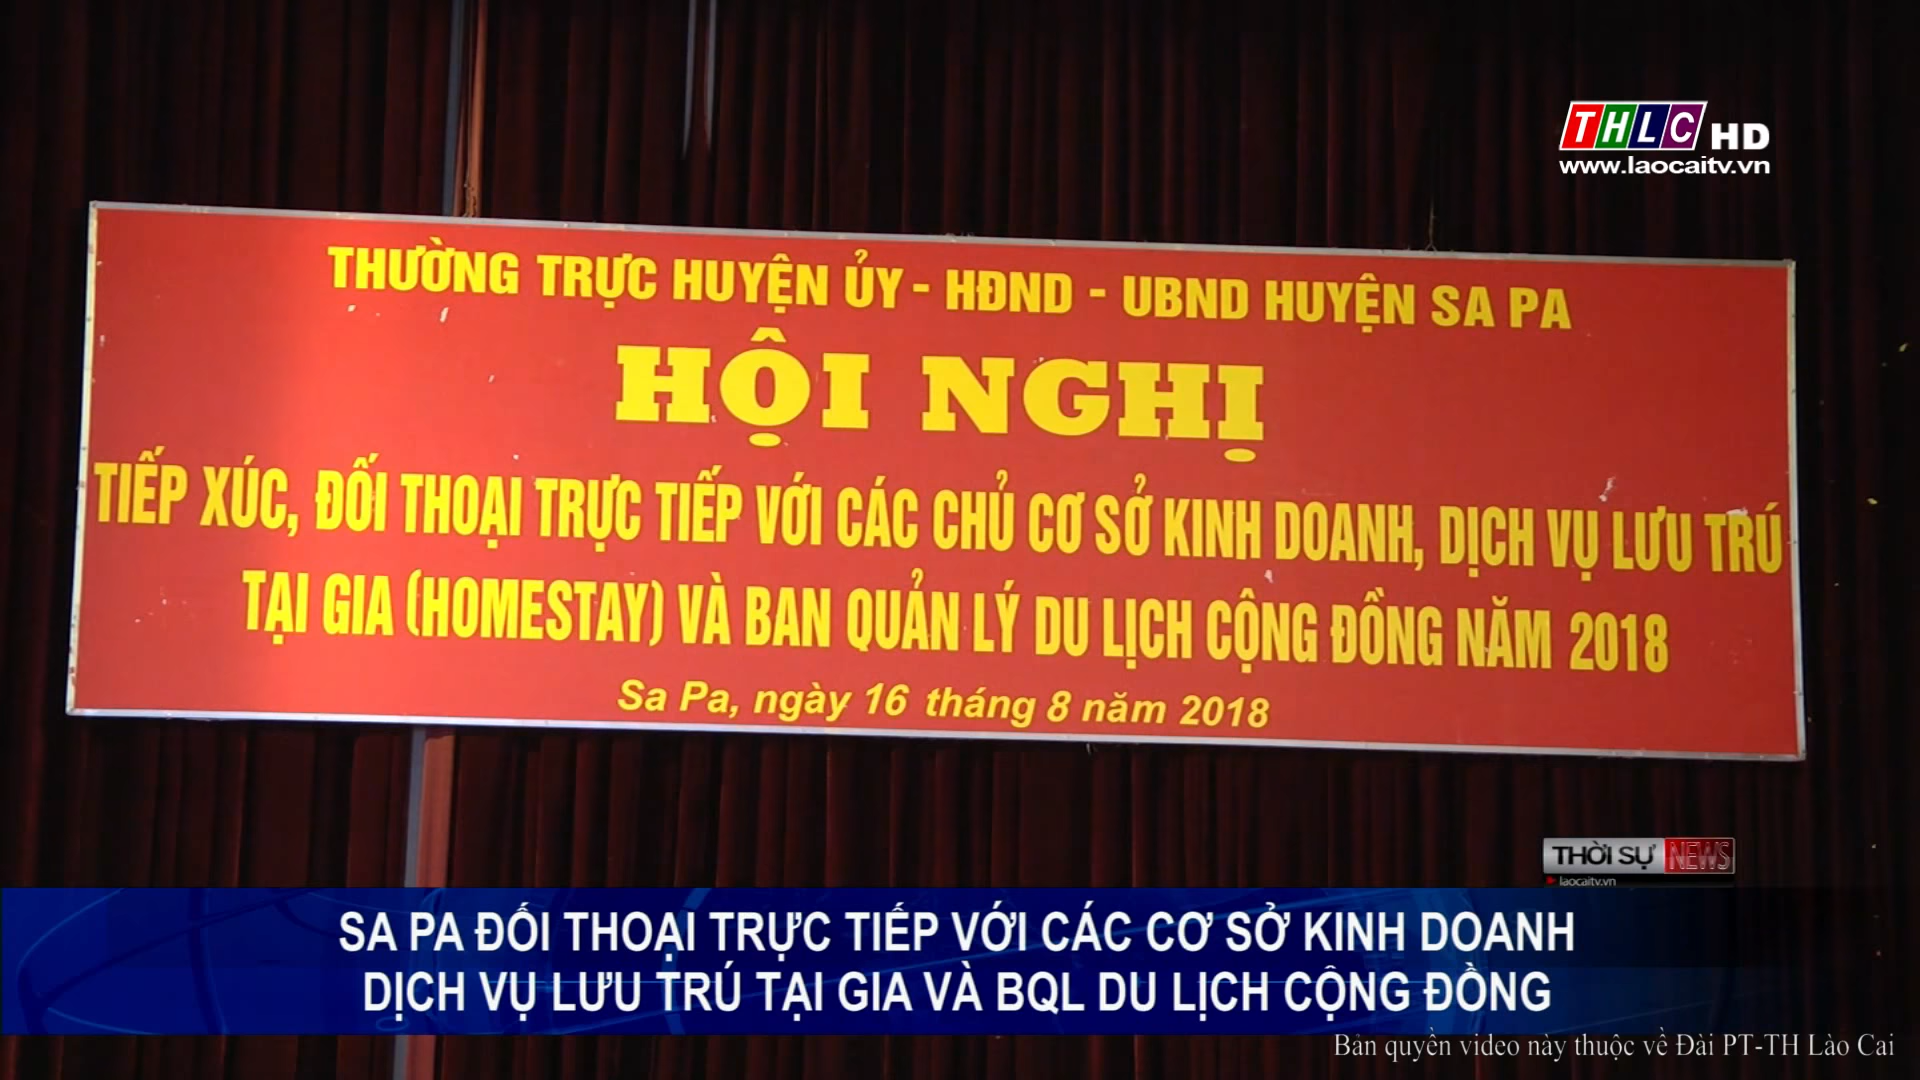 THLC HD
www.laocaitv.vn
THƯỜNG TRỰC HUYỆN ỦY - HĐND - UBND HUYỆN SA PA
HỘI NGHỊ
TIẾP XÚC, ĐỐI THOẠI TRỰC TIẾP VỚI CÁC CHỦ CƠ SỞ KINH DOANH, DỊCH VỤ LƯU TRÚ
TẠI GIA (HOMESTAY) VÀ BAN QUẢN LÝ DU LỊCH CỘNG ĐỒNG NĂM 2018
Sa Pa, ngày 16 tháng 8 năm 2018
THỜI SỰ NEWS
laocaitv.vn
SA PA ĐỐI THOẠI TRỰC TIẾP VỚI CÁC CƠ SỞ KINH DOANH
DỊCH VỤ LƯU TRÚ TẠI GIA VÀ BQL DU LỊCH CỘNG ĐỒNG
Bản quyền video này thuộc về Đài PT-TH Lào Cai